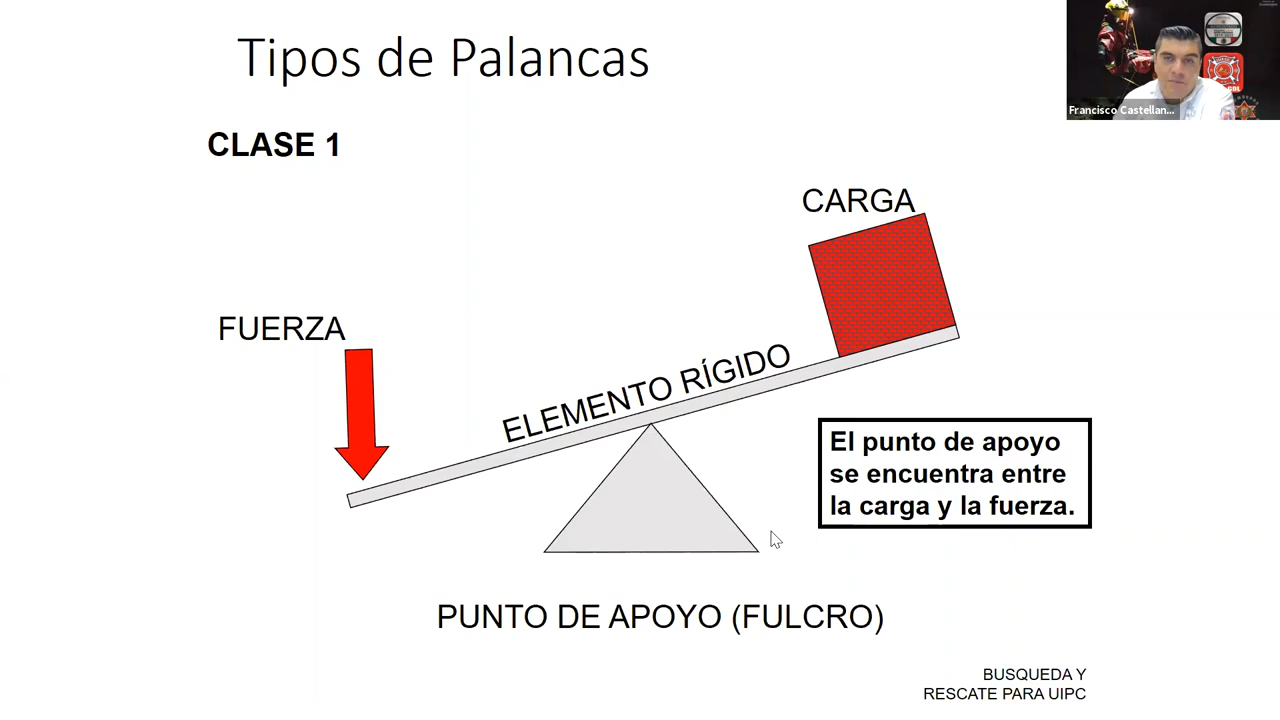 Tipos de Palancas
Francisco Castellan...
CLASE 1
CARGA
FUERZA
ELEMENTO RÍGIDO
El punto de apoyo
se encuentra entre
la carga y la fuerza.
PUNTO DE APOYO (FULCRO)
BUSQUEDA Y
RESCATE PARA UIPC